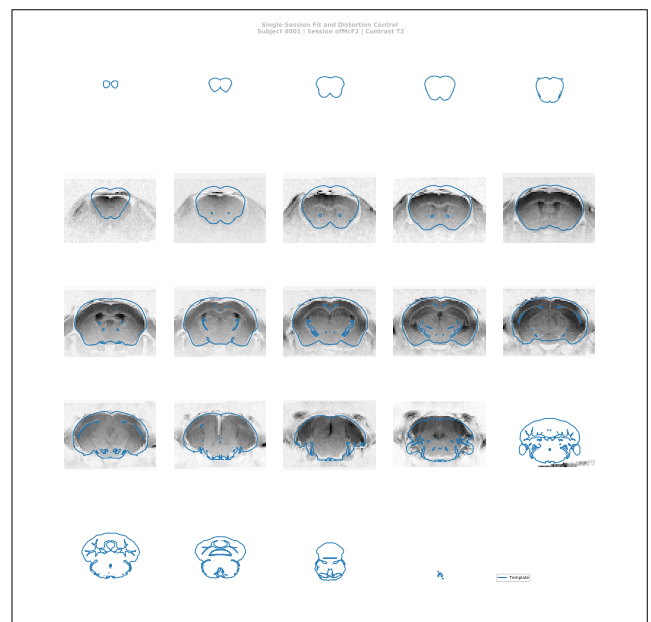 Single-Session Fit and Distortion Control
Subject 4001 | Session ofMcF2 | Contrast T2
Template